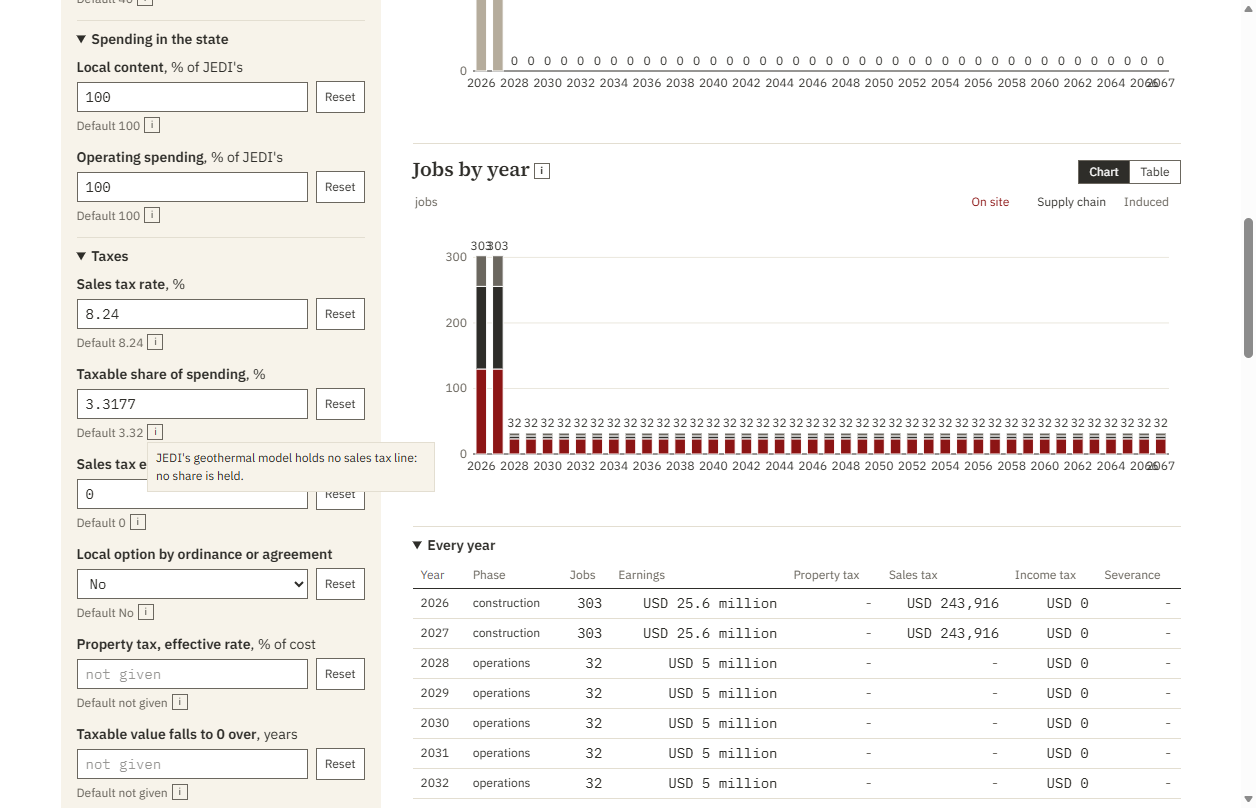 Default 40 i
▼ Spending in the state
Local content, % of JEDI's
100
Reset
Default 100 i
Operating spending, % of JEDI's
100
Reset
Default 100 i
▼ Taxes
Sales tax rate, %
8.24
Reset
Default 8.24 i
Taxable share of spending, %
3.3177
Reset
Default 3.32 i
JEDI's geothermal model holds no sales tax line:
no share is held.
Sales tax e
0
Reset
Default 0 i
Local option by ordinance or agreement
No
Reset
Default No i
Property tax, effective rate, % of cost
not given
Reset
Default not given i
Taxable value falls to 0 over, years
not given
Reset
Default not given i
0 0 0 0 0 0 0 0 0 0 0 0 0 0 0 0 0 0 0 0 0 0 0 0 0 0 0 0 0 0 0 0 0 0 0 0 0 0 0 0
0
2026 2028 2030 2032 2034 2036 2038 2040 2042 2044 2046 2048 2050 2052 2054 2056 2058 2060 2062 2064 2066 2067
Jobs by year i
Chart Table
jobs
On site Supply chain Induced
303 303
300
200
100
32 32 32 32 32 32 32 32 32 32 32 32 32 32 32 32 32 32 32 32 32 32 32 32 32 32 32 32 32 32 32 32 32 32 32 32 32 32 32 32
0
2026 2028 2030 2032 2034 2036 2038 2040 2042 2044 2046 2048 2050 2052 2054 2056 2058 2060 2062 2064 2066 2067
▼ Every year
Year Phase Jobs Earnings Property tax Sales tax Income tax Severance
2026 construction 303 USD 25.6 million - USD 243,916 USD 0 -
2027 construction 303 USD 25.6 million - USD 243,916 USD 0 -
2028 operations 32 USD 5 million - - USD 0 -
2029 operations 32 USD 5 million - - USD 0 -
2030 operations 32 USD 5 million - - USD 0 -
2031 operations 32 USD 5 million - - USD 0 -
2032 operations 32 USD 5 million - - USD 0 -